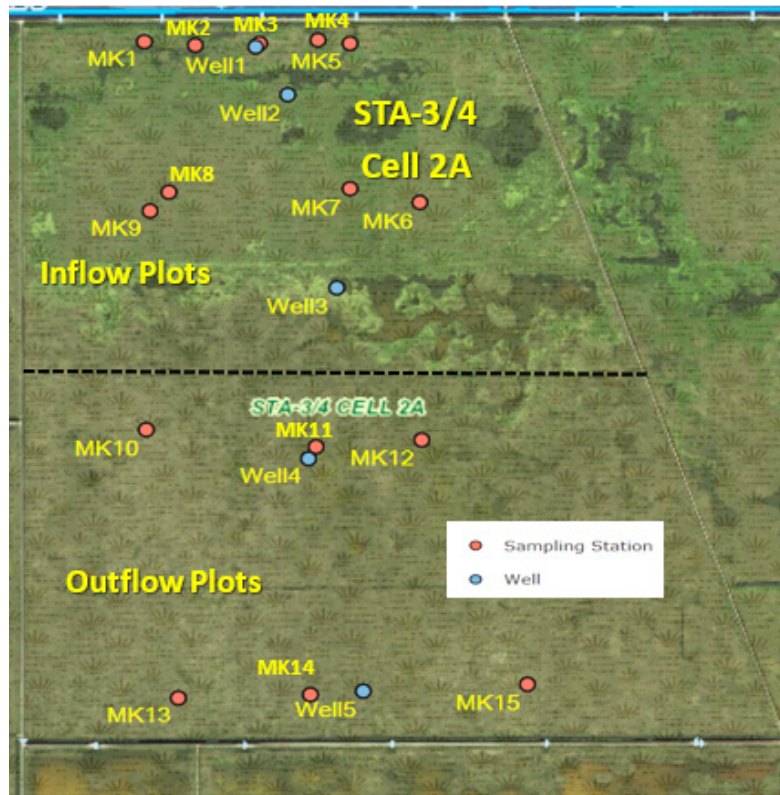 MK1
MK2
MK3
MK4
Well1
MK5
Well2
STA-3/4
Cell 2A
MK8
MK9
MK7
MK6
Inflow Plots
Well3
STA-3/4 CELL 2A
MK10
MK11
Well4
MK12
Sampling Station
Well
Outflow Plots
MK13
MK14
Well5
MK15